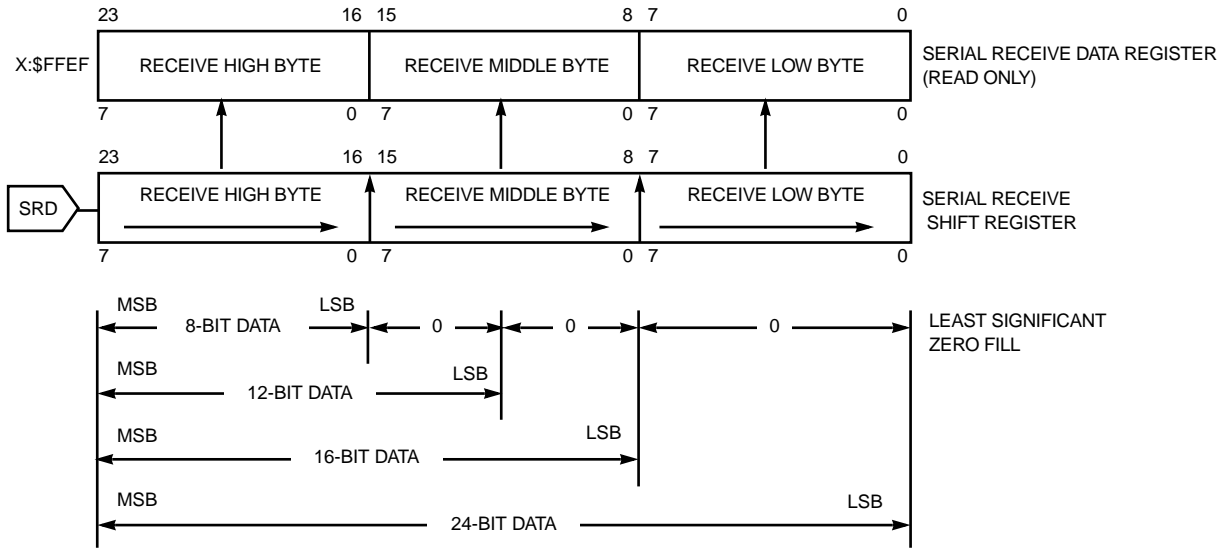 23 16 15 8 7 0
X:$FFEF RECEIVE HIGH BYTE RECEIVE MIDDLE BYTE RECEIVE LOW BYTE SERIAL RECEIVE DATA REGISTER
(READ ONLY)
7 0 7 0 7 0
23 16 15 8 7 0
SRD RECEIVE HIGH BYTE RECEIVE MIDDLE BYTE RECEIVE LOW BYTE SERIAL RECEIVE
SHIFT REGISTER
7 0 7 0 7 0
MSB LSB
8-BIT DATA 0 0 0 LEAST SIGNIFICANT
ZERO FILL
MSB LSB
12-BIT DATA
MSB LSB
16-BIT DATA
MSB LSB
24-BIT DATA